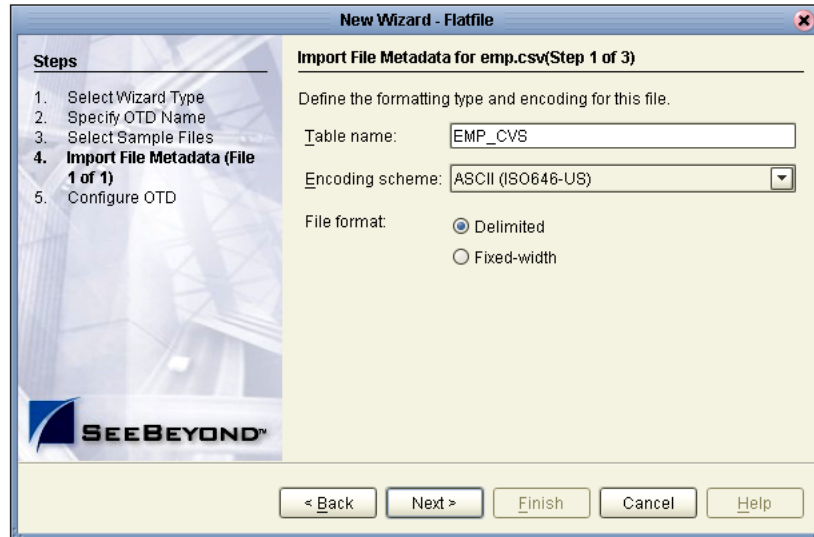 New Wizard - Flatfile
Steps
1. Select Wizard Type
2. Specify OTD Name
3. Select Sample Files
4. Import File Metadata (File
1 of 1)
5. Configure OTD
SEEBEYOND™
Import File Metadata for emp.csv(Step 1 of 3)
Define the formatting type and encoding for this file.
Table name: EMP_CVS
Encoding scheme: ASCII (ISO646-US)
File format: Delimited
Fixed-width
< Back Next > Finish Cancel Help